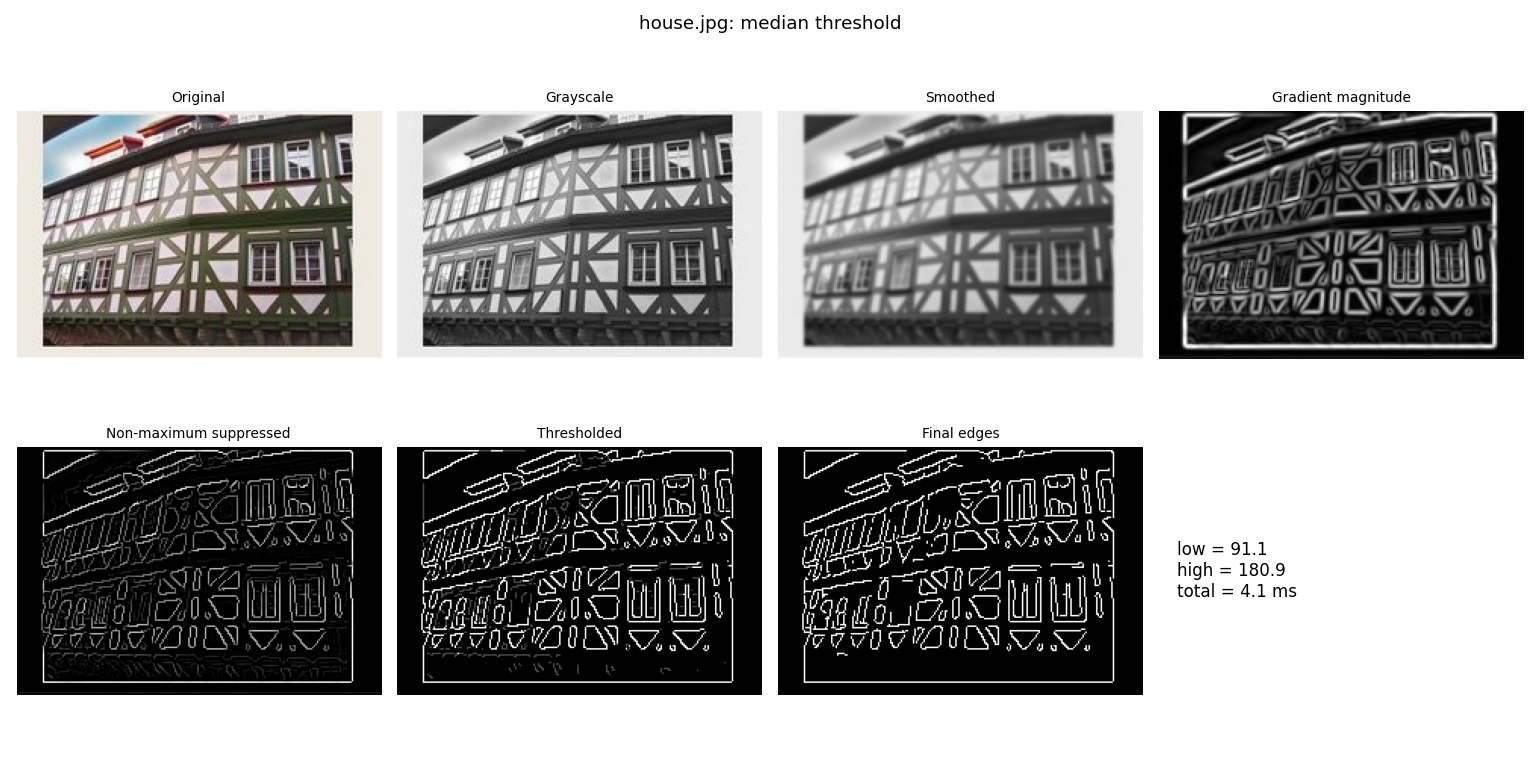 house.jpg: median threshold
Original
Grayscale
Smoothed
Gradient magnitude
Non-maximum suppressed
Thresholded
Final edges
low = 91.1
high = 180.9
total = 4.1 ms